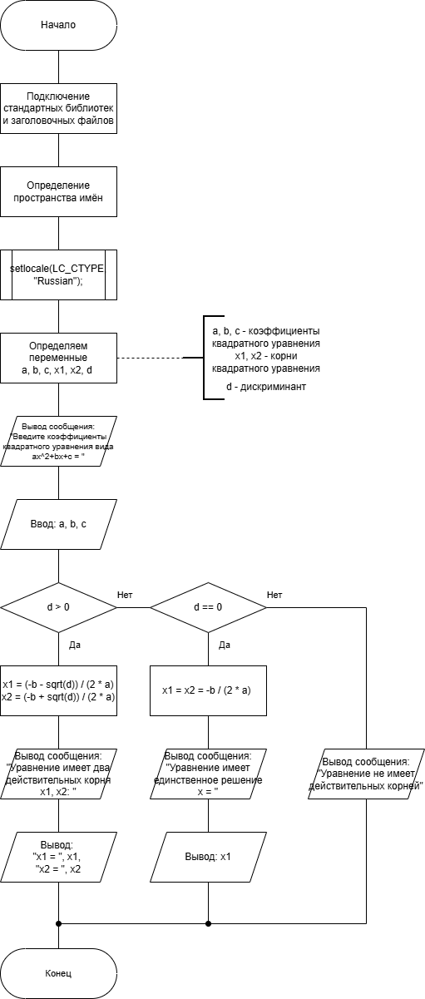 Начало
Подключение
стандартных библиотек
и заголовочных файлов
Определение
пространства имён
setlocale(LC_CTYPE,
"Russian");
Определяем
переменные
a, b, c, x1, x2, d
a, b, c - коэффициенты
квадратного уравнения
x1, x2 - корни
квадратного уравнения
d - дискриминант
Вывод сообщения:
"Введите коэффициенты
квадратного уравнения вида
ax^2+bx+c = "
Ввод: a, b, c
d > 0
Нет
d == 0
Нет
Да
Да
x1 = (-b - sqrt(d)) / (2 * a)
x2 = (-b + sqrt(d)) / (2 * a)
x1 = x2 = -b / (2 * a)
Вывод сообщения:
"Уравнение имеет два
действительных корня
x1, x2: "
Вывод сообщения:
"Уравнение имеет
единственное решение
x = "
Вывод сообщения:
"Уравнение не имеет
действительных корней"
Вывод:
"x1 = ", x1,
"x2 = ", x2
Вывод: x1
Конец